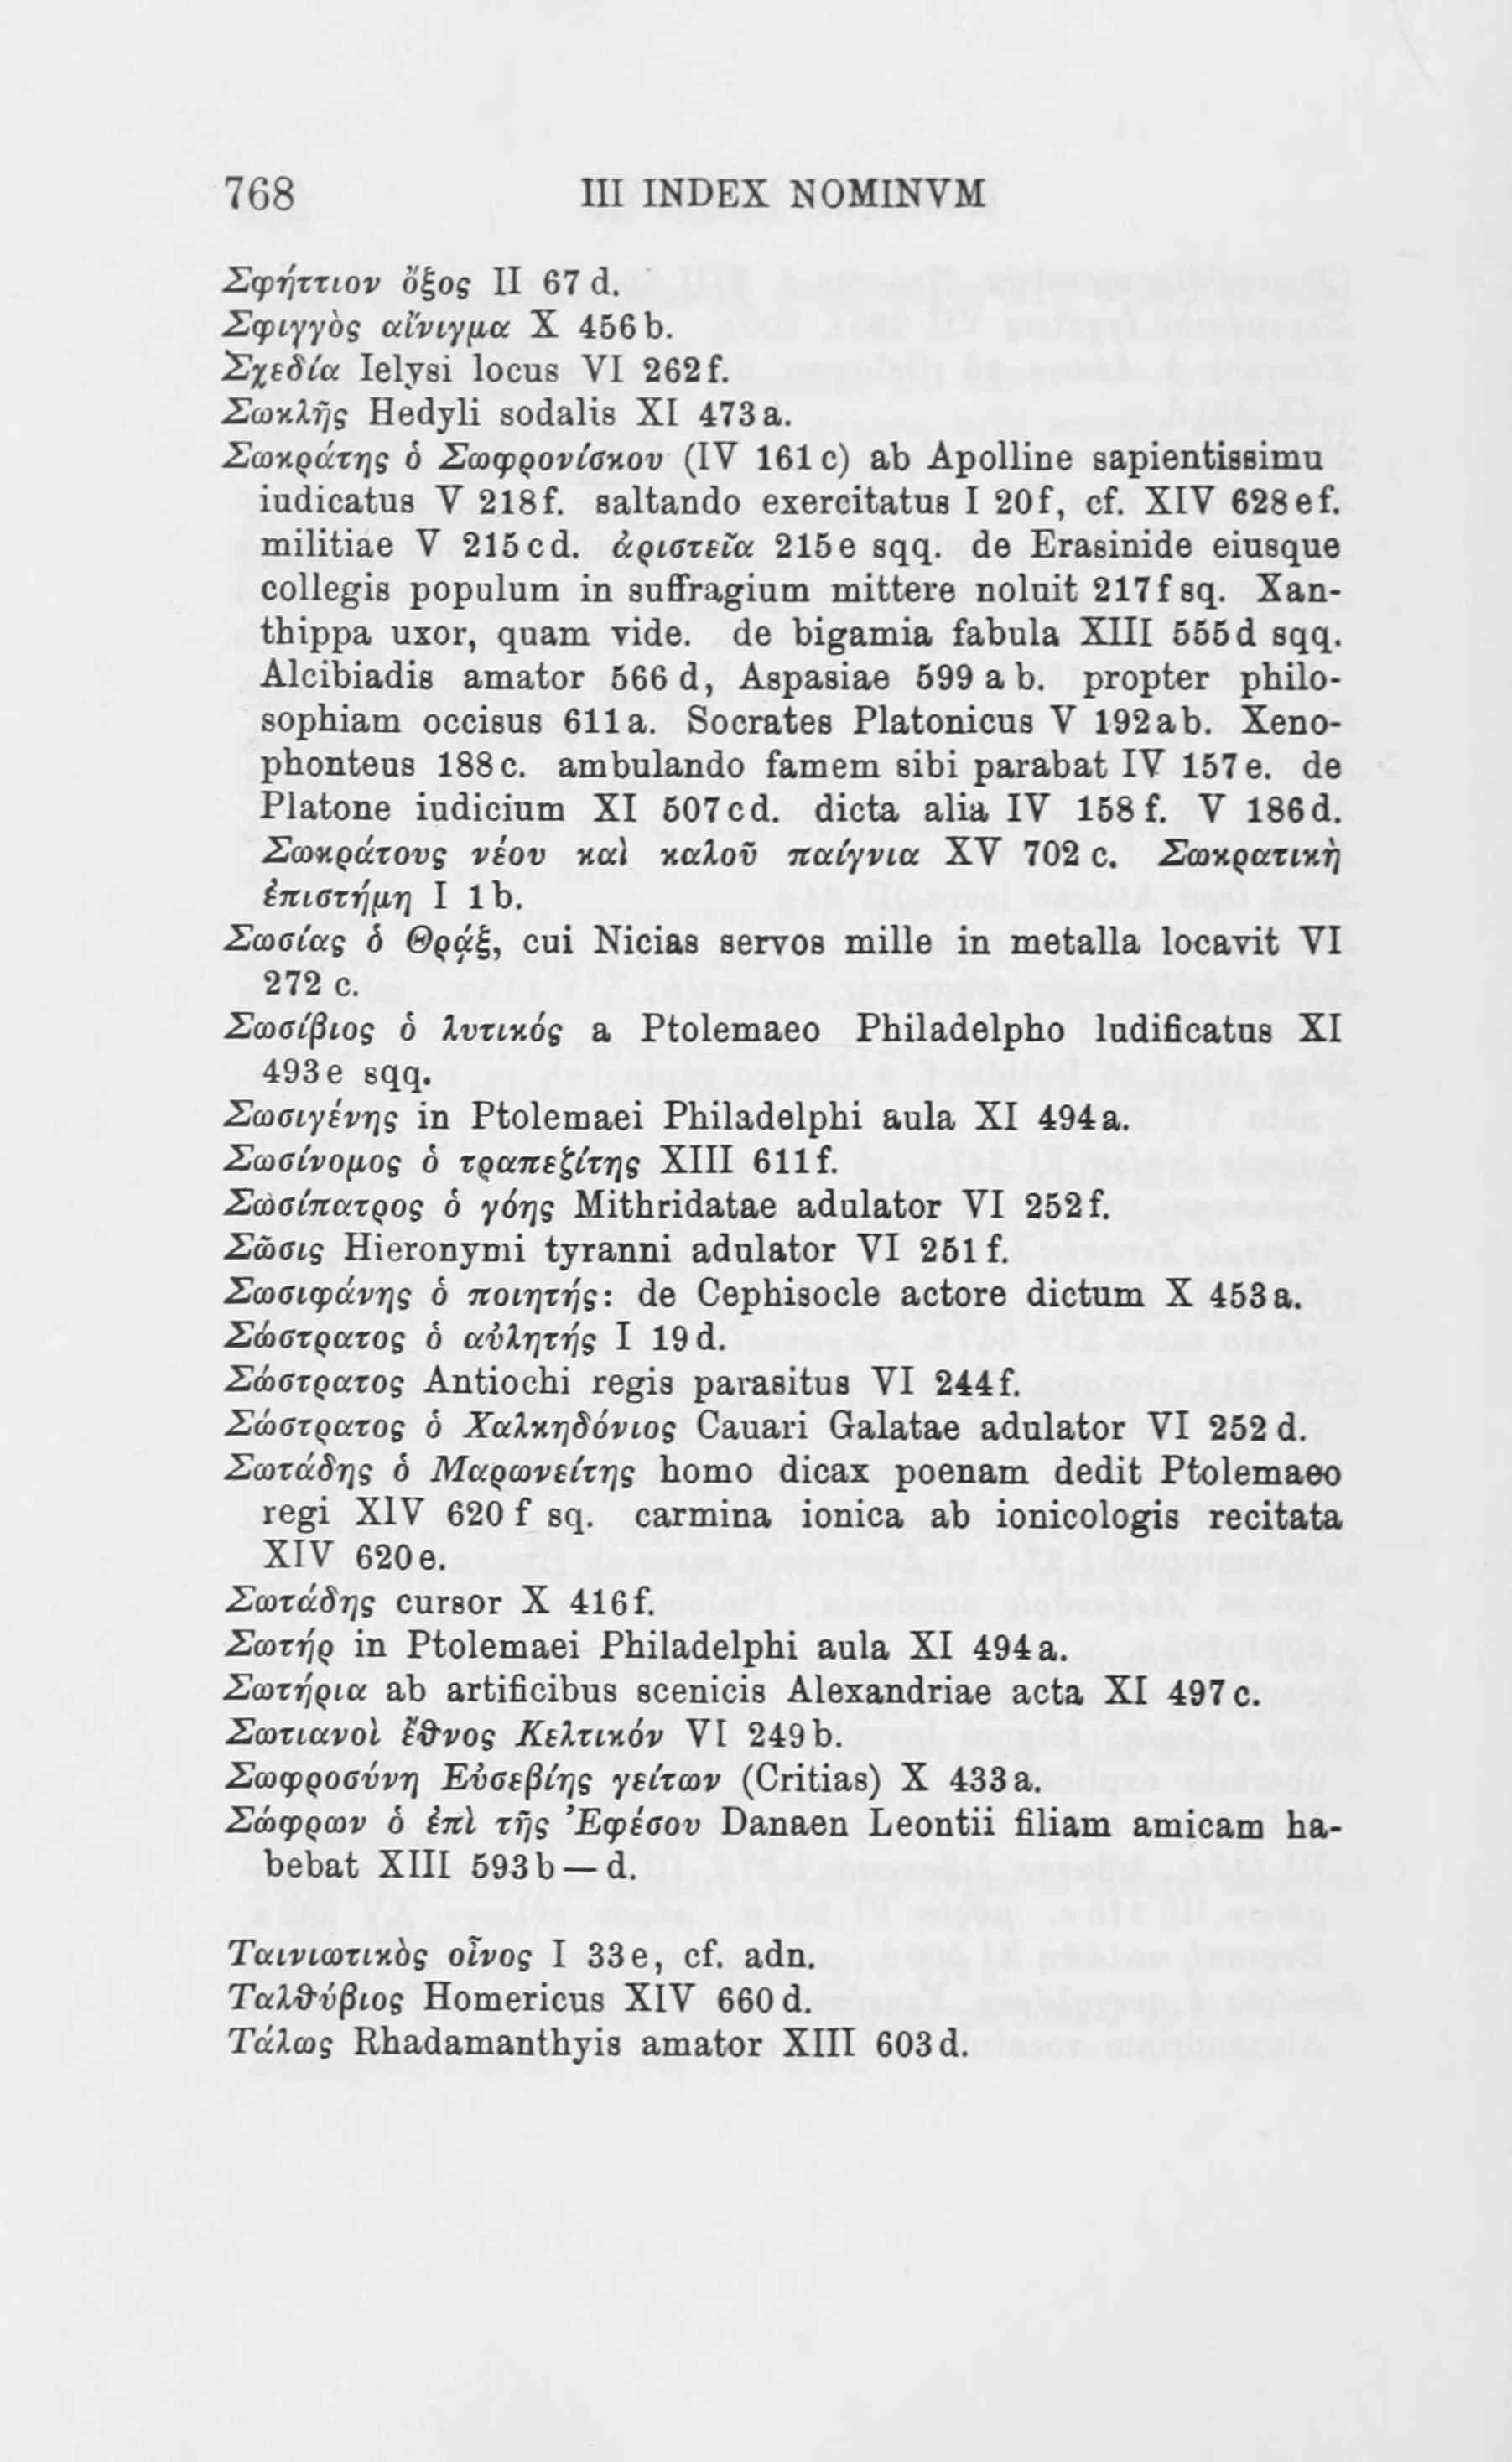 768 III INDEX NOMINVM
Σφήττιον ὄξος II 67 d.
Σφιγγὸς αἴνιγμα X 456 b.
Σχεδία Ielysi locus VI 262 f.
Σωκλῆς Hedyli sodalis XI 473 a.
Σωκράτης ὁ Σωφρονίσκου (IV 161 c) ab Apolline sapientissimu
iudicatus V 218 f. saltando exercitatus I 20 f, cf. XIV 628 e f.
militiae V 215 c d. ἀριστεῖα 215 e sqq. de Erasinide eiusque
collegis populum in suffragium mittere noluit 217 f sq. Xan-
thippa uxor, quam vide. de bigamia fabula XIII 555 d sqq.
Alcibiadis amator 566 d, Aspasiae 599 a b. propter philo-
sophiam occisus 611 a. Socrates Platonicus V 192 a b. Xeno-
phonteus 188 c. ambulando famem sibi parabat IV 157 e. de
Platone iudicium XI 507 c d. dicta alia IV 158 f. V 186 d.
Σωκράτους νέου καὶ καλοῦ παίγνια XV 702 c. Σωκρατικὴ
ἐπιστήμη I 1 b.
Σωσίας ὁ Θρᾴξ, cui Nicias servos mille in metalla locavit VI
272 c.
Σωσίβιος ὁ λυτικός a Ptolemaeo Philadelpho ludificatus XI
493 e sqq.
Σωσιγένης in Ptolemaei Philadelphi aula XI 494 a.
Σωσίνομος ὁ τραπεζίτης XIII 611 f.
Σωσίπατρος ὁ γόης Mithridatae adulator VI 252 f.
Σῶσις Hieronymi tyranni adulator VI 251 f.
Σωσιφάνης ὁ ποιητής: de Cephisocle actore dictum X 453 a.
Σώστρατος ὁ αὐλητής I 19 d.
Σώστρατος Antiochi regis parasitus VI 244 f.
Σώστρατος ὁ Χαλκηδόνιος Cauari Galatae adulator VI 252 d.
Σωτάδης ὁ Μαρωνείτης homo dicax poenam dedit Ptolemaeo
regi XIV 620 f sq. carmina ionica ab ionicologis recitata
XIV 620 e.
Σωτάδης cursor X 416 f.
Σωτήρ in Ptolemaei Philadelphi aula XI 494 a.
Σωτήρια ab artificibus scenicis Alexandriae acta XI 497 c.
Σωτιανοὶ ἔθνος Κελτικόν VI 249 b.
Σωφροσύνη Εὐσεβίης γείτων (Critias) X 433 a.
Σώφρων ὁ ἐπὶ τῆς Ἐφέσου Danaen Leontii filiam amicam ha-
bebat XIII 593 b — d.
Ταινιωτικὸς οἶνος I 33 e, cf. adn.
Ταλθύβιος Homericus XIV 660 d.
Τάλως Rhadamanthyis amator XIII 603 d.